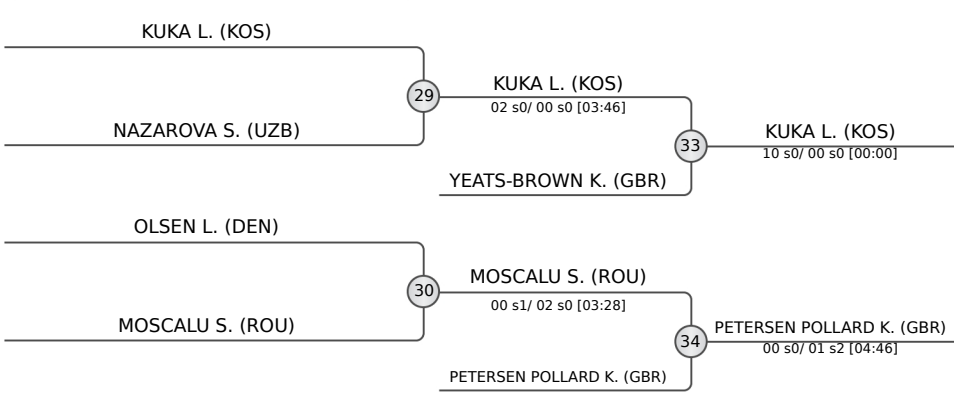 KUKA L. (KOS)
29
KUKA L. (KOS)
02 s0/ 00 s0 [03:46]
NAZAROVA S. (UZB)
33
KUKA L. (KOS)
10 s0/ 00 s0 [00:00]
YEATS-BROWN K. (GBR)
OLSEN L. (DEN)
30
MOSCALU S. (ROU)
00 s1/ 02 s0 [03:28]
MOSCALU S. (ROU)
34
PETERSEN POLLARD K. (GBR)
00 s0/ 01 s2 [04:46]
PETERSEN POLLARD K. (GBR)